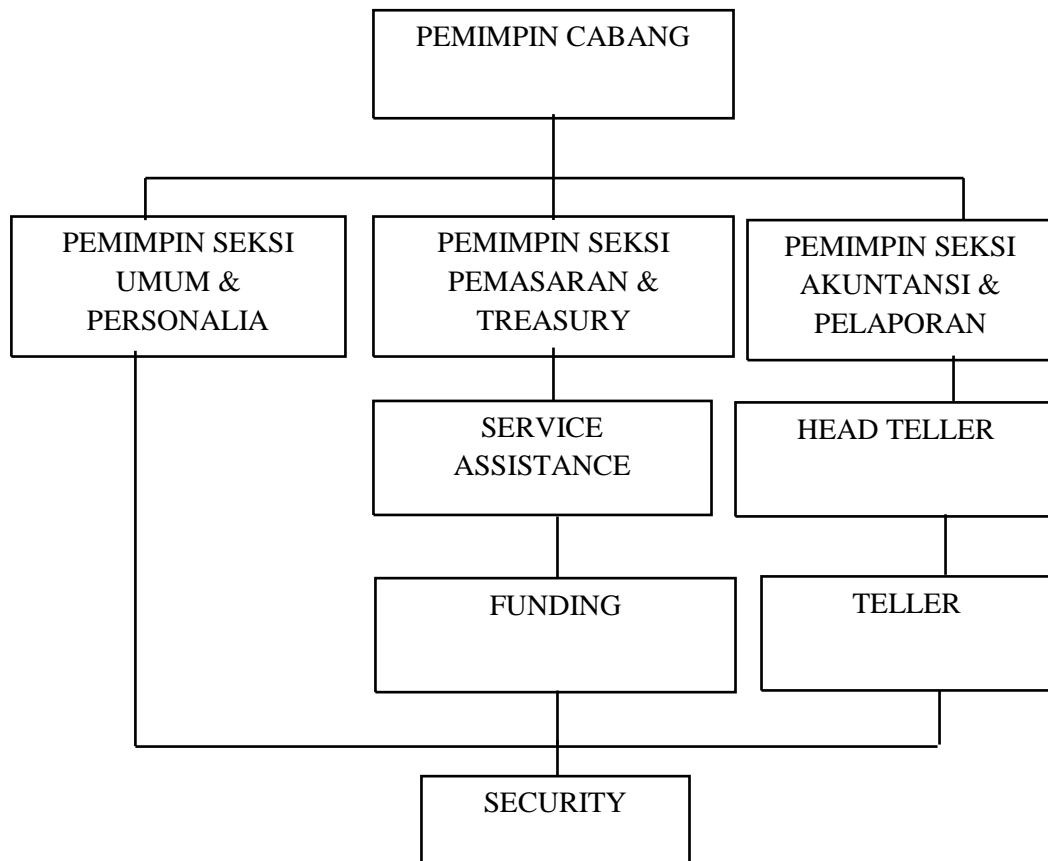 PEMIMPIN CABANG
PEMIMPIN SEKSI
UMUM &
PERSONALIA
PEMIMPIN SEKSI
PEMASARAN &
TREASURY
PEMIMPIN SEKSI
AKUNTANSI &
PELAPORAN
SERVICE
ASSISTANCE
HEAD TELLER
FUNDING
TELLER
SECURITY